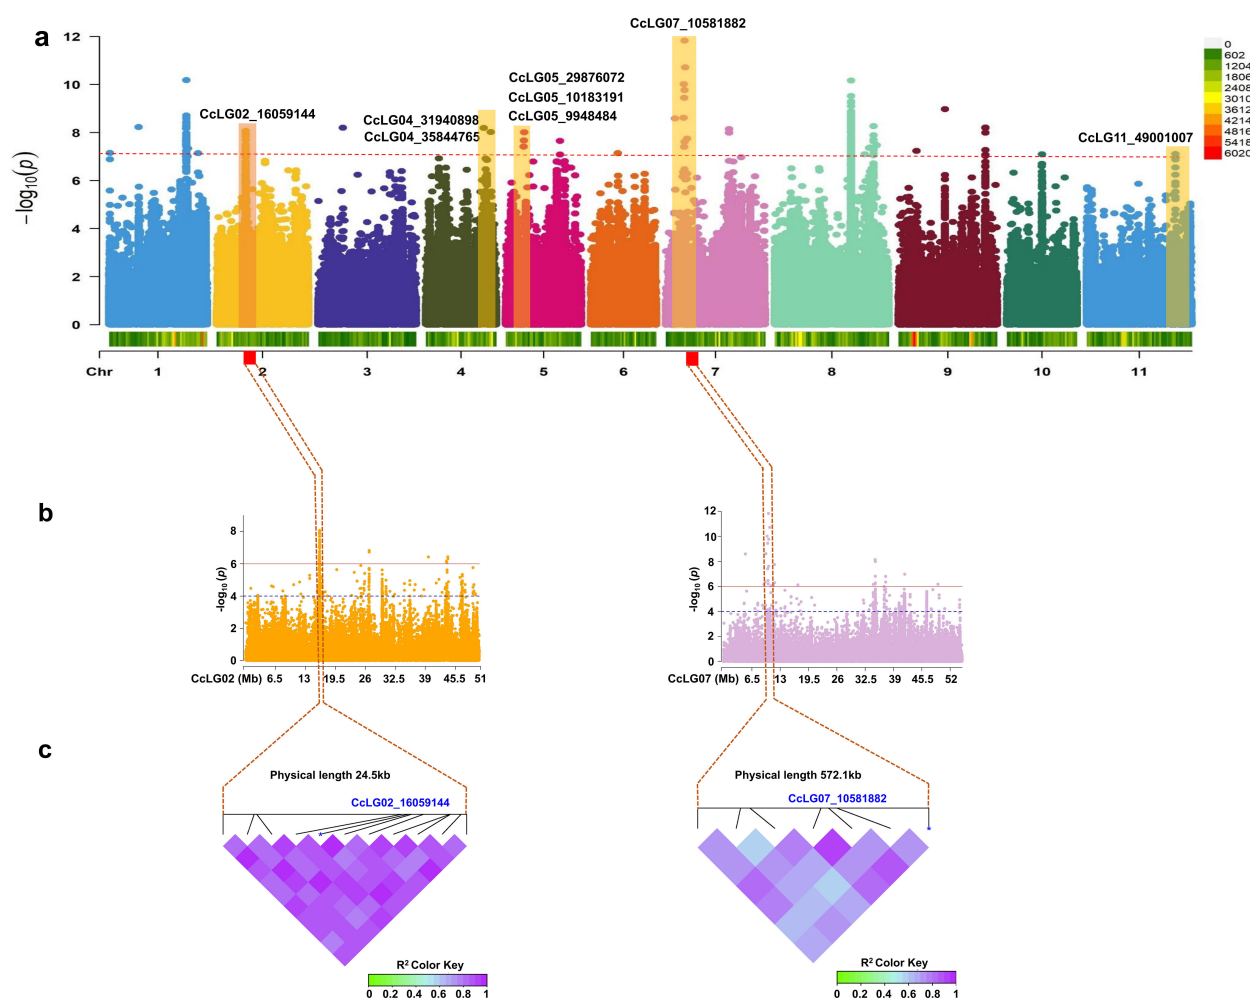 a
CcLG07_10581882
CcLG05_29876072
CcLG05_10183191
CcLG05_9948484
CcLG02_16059144
CcLG04_31940898
CcLG04_35844765
CcLG11_49001007
12
10
8
6
4
2
0
−log10(p)
0
602
1204
1806
2408
3010
3612
4214
4816
5418
6020
Chr 1 2 3 4 5 6 7 8 9 10 11
b
8
6
4
2
0
-log10 (p)
CcLG02 (Mb) 6.5 13 19.5 26 32.5 39 45.5 51
12
10
8
6
4
2
0
-log10 (p)
CcLG07 (Mb) 6.5 13 19.5 26 32.5 39 45.5 52
c
Physical length 24.5kb
CcLG02_16059144
*
R2 Color Key
0 0.2 0.4 0.6 0.8 1
Physical length 572.1kb
CcLG07_10581882
*
R2 Color Key
0 0.2 0.4 0.6 0.8 1